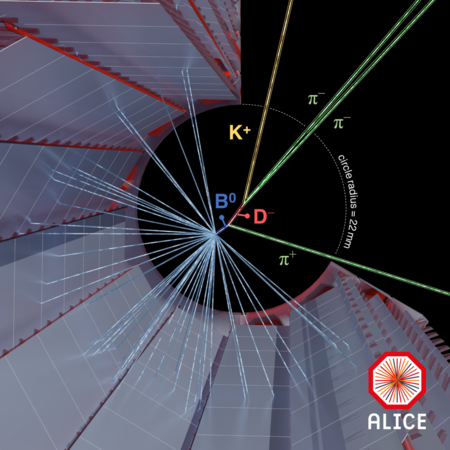 π⁻
π⁻
K⁺
circle radius = 22 mm
B⁰
D⁻
π⁺
ALICE